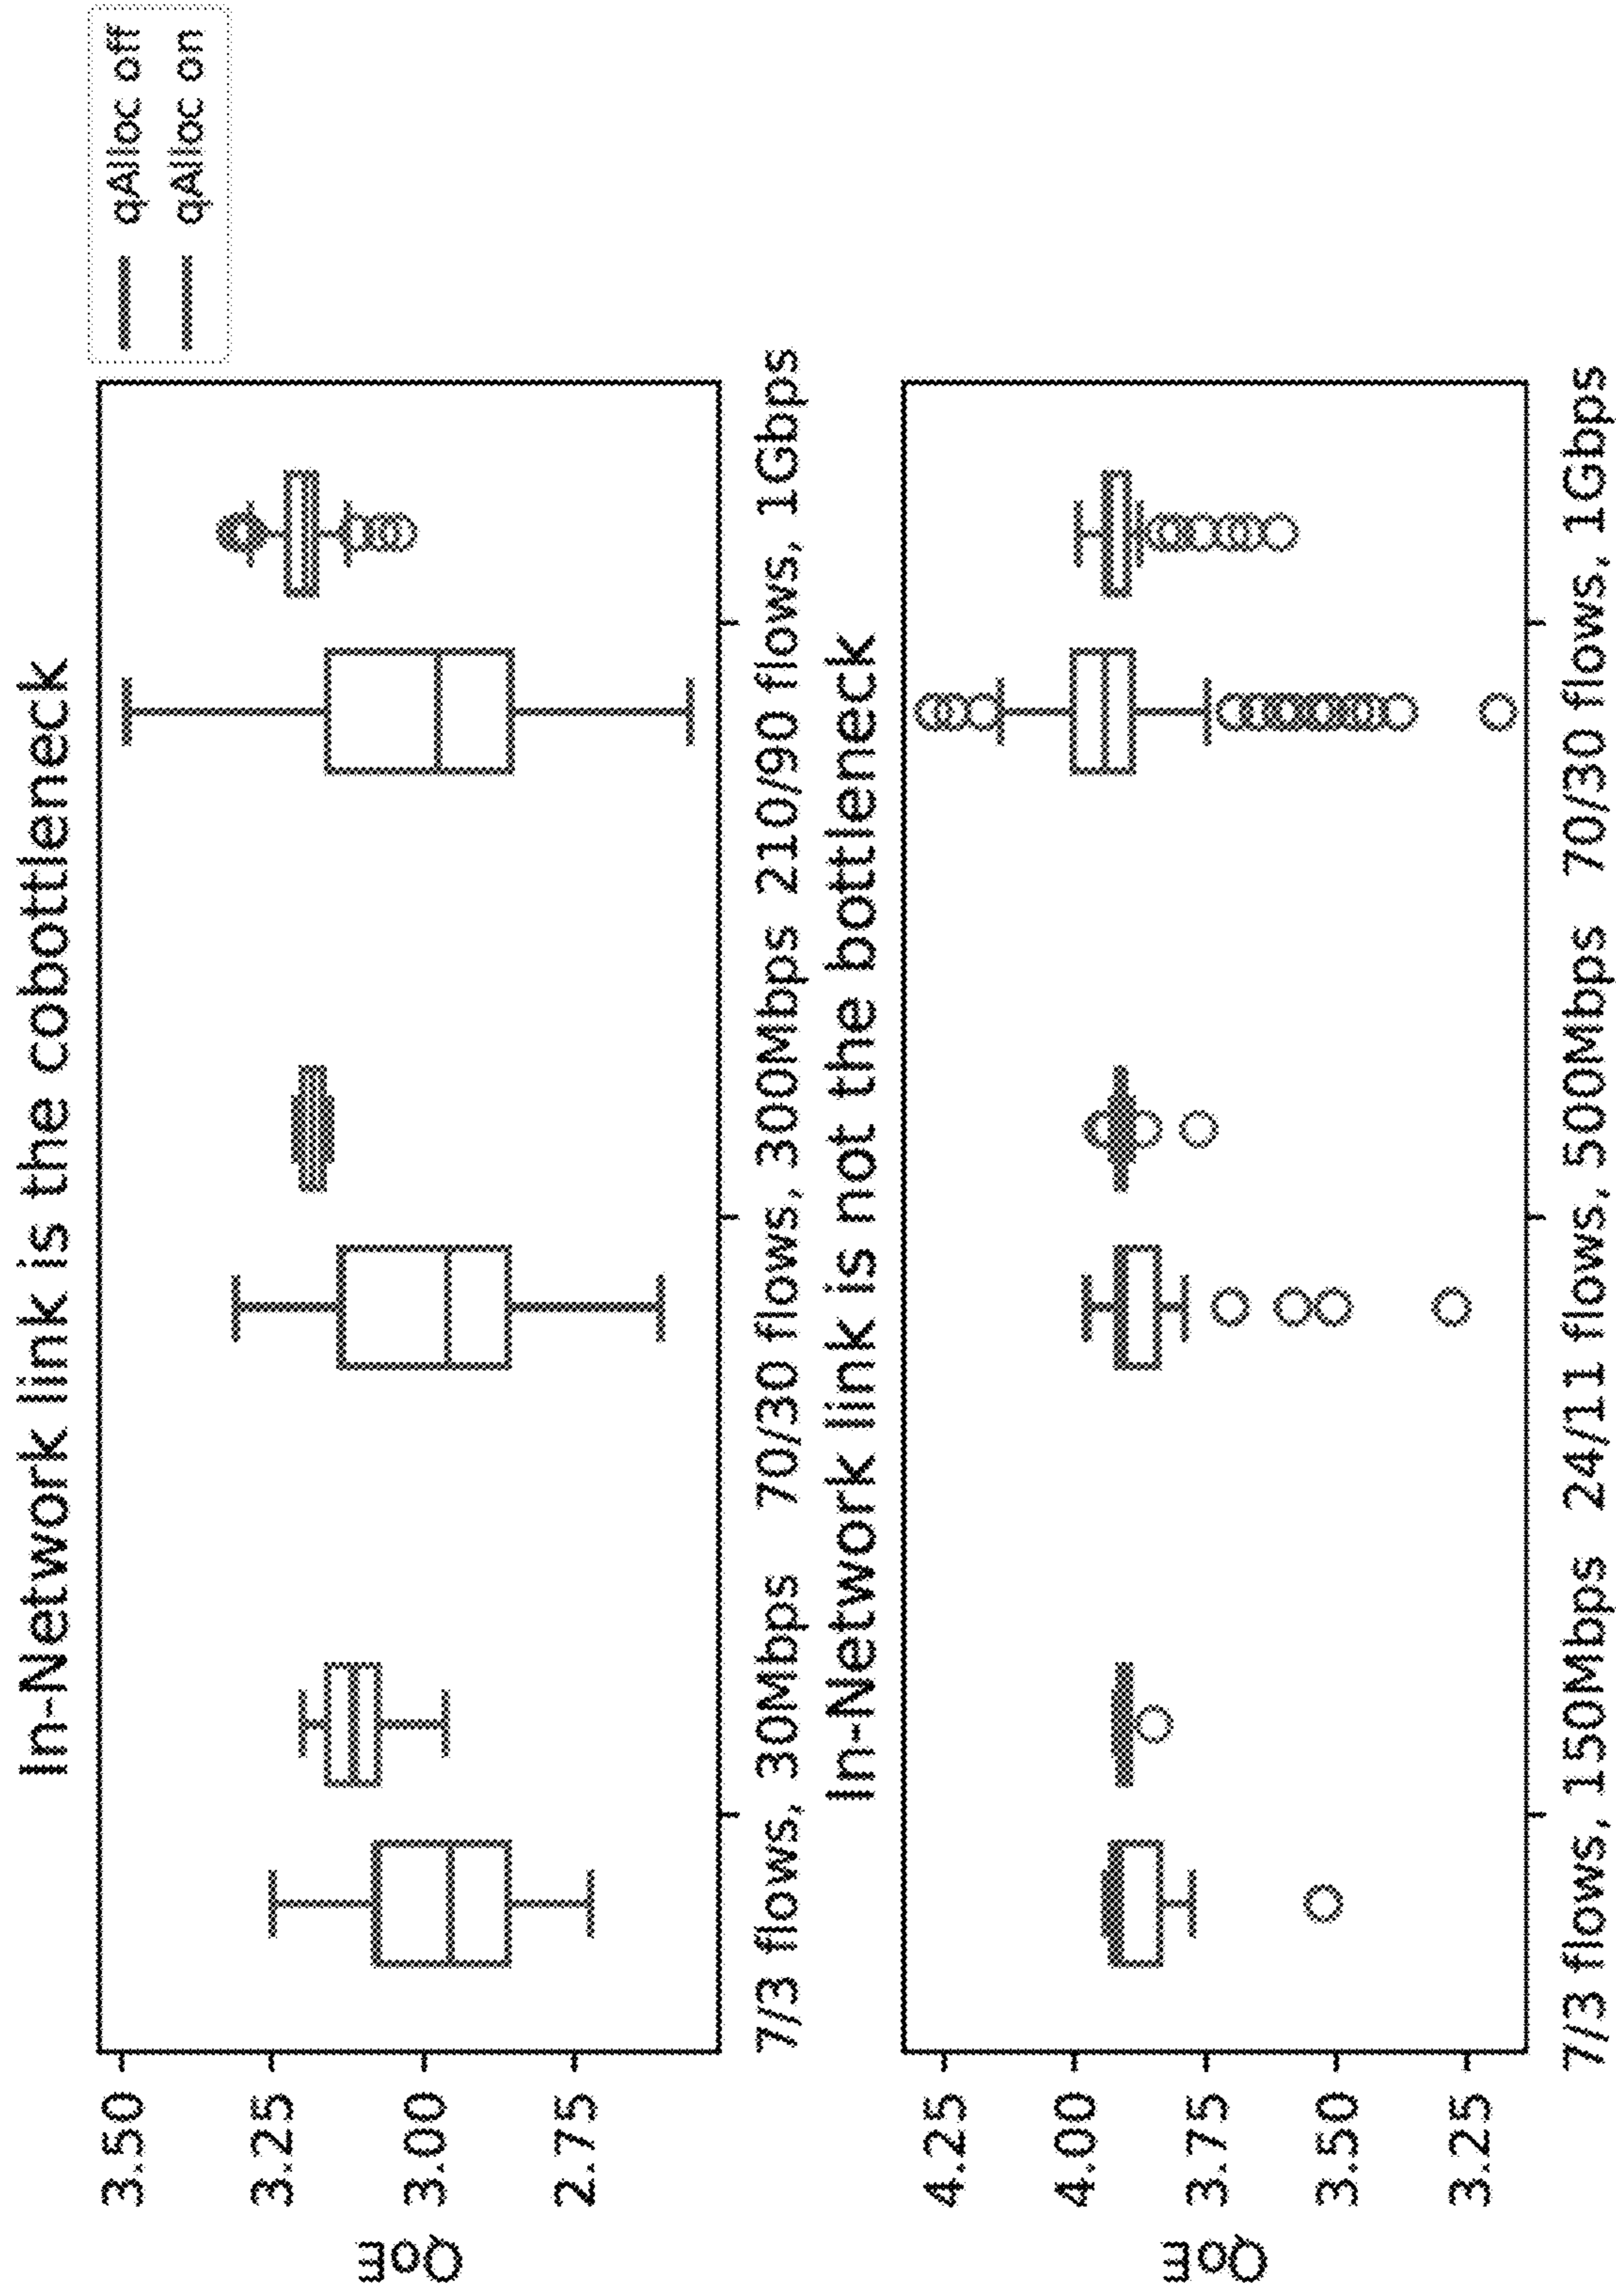 In-Network link is the cobottleneck
qAlloc off
qAlloc on
QoE
3.50
3.25
3.00
2.75
7/3 flows, 30Mbps 70/30 flows, 300Mbps 210/90 flows, 1Gbps
In-Network link is not the bottleneck
QoE
4.25
4.00
3.75
3.50
3.25
7/3 flows, 150Mbps 24/11 flows, 500Mbps 70/30 flows, 1Gbps